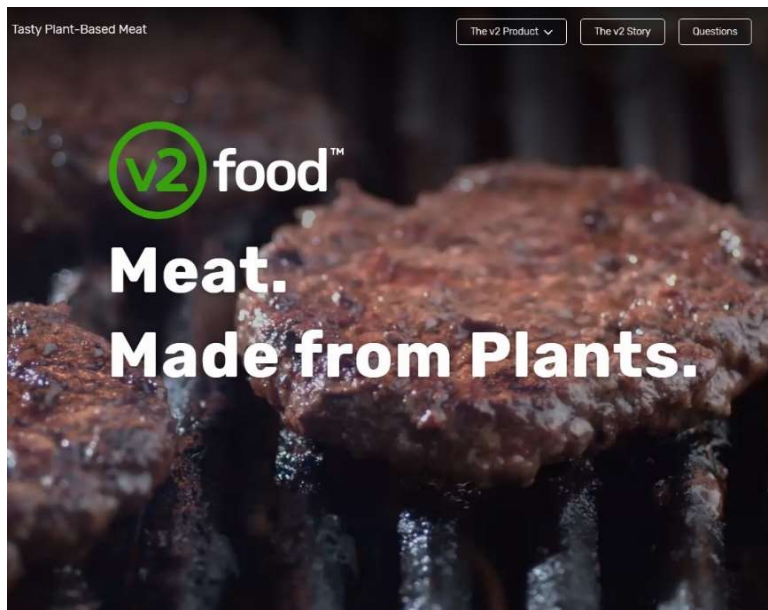 Tasty Plant-Based Meat
The v2 Product
The v2 Story
Questions
v2 food™
Meat.
Made from Plants.